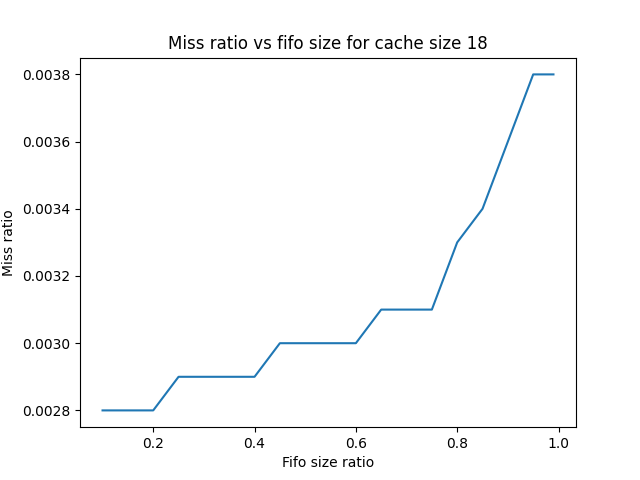 Miss ratio vs fifo size for cache size 18
0.0038
0.0036
0.0034
0.0032
0.0030
0.0028
Miss ratio
0.2 0.4 0.6 0.8 1.0
Fifo size ratio